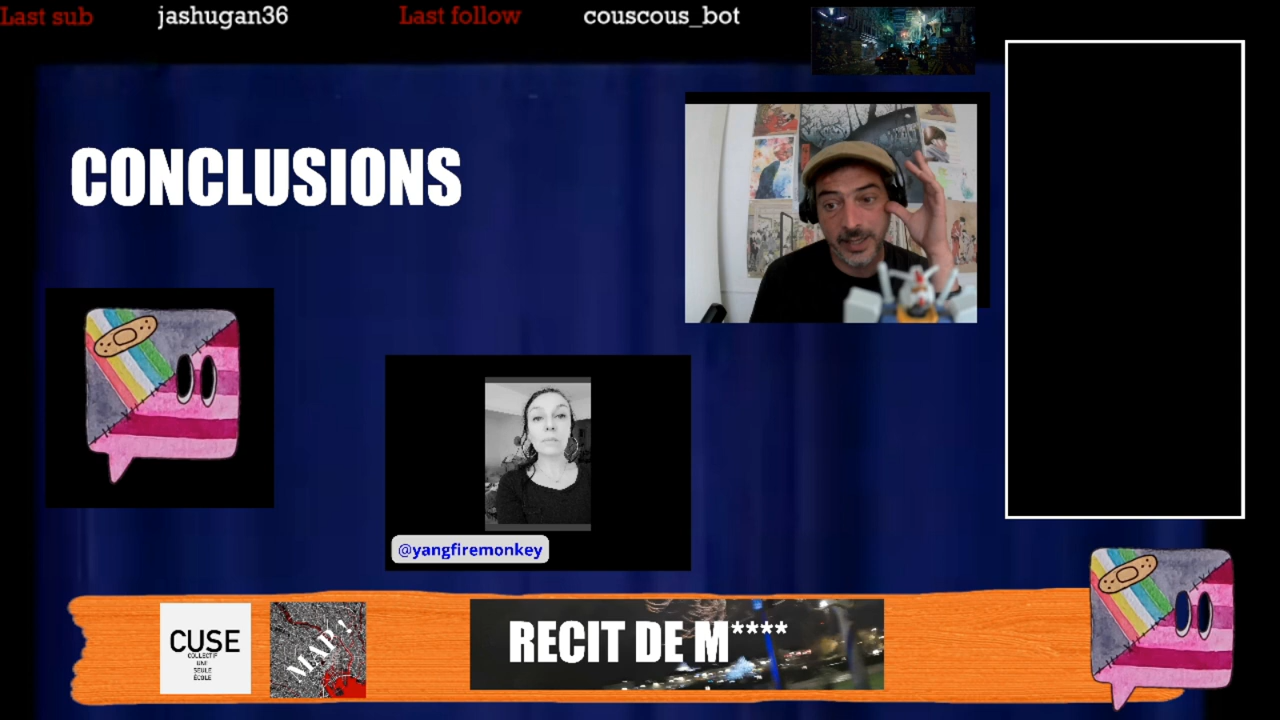 Last sub
jashugan36
Last follow
couscous_bot
CONCLUSIONS
@yangfiremonkey
CUSE
COLLECTIF
UNE
SEULE
ÉCOLE
MAP !
RECIT DE M****